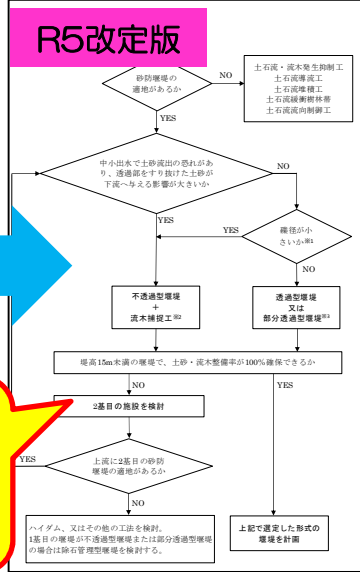 R5改定版
砂防堰堤の
適地があるか
NO
土石流・流木発生抑制工
土石流導流工
土石流堆積工
土石流緩衝樹林帯
土石流流向制御工
YES
中小出水で土砂流出の恐れがあ
り、透過部をすり抜けた土砂が
下流へ与える影響が大きいか
NO
YES
YES
礫径が小
さいか※1
NO
不透過型堰堤
+
流木捕捉工※2
透過型堰堤
又は
部分透過型堰堤※3
堤高15m未満の堰堤で、土砂・流木整備率が100%確保できるか
NO
YES
2基目の施設を検討
YES
上流に2基目の砂防
堰堤の適地があるか
NO
ハイダム、又はその他の工法を検討。
1基目の堰堤が不透過型堰堤または部分透過型堰堤
の場合は除石管理型堰堤を検討する。
上記で選定した形式の
堰堤を計画